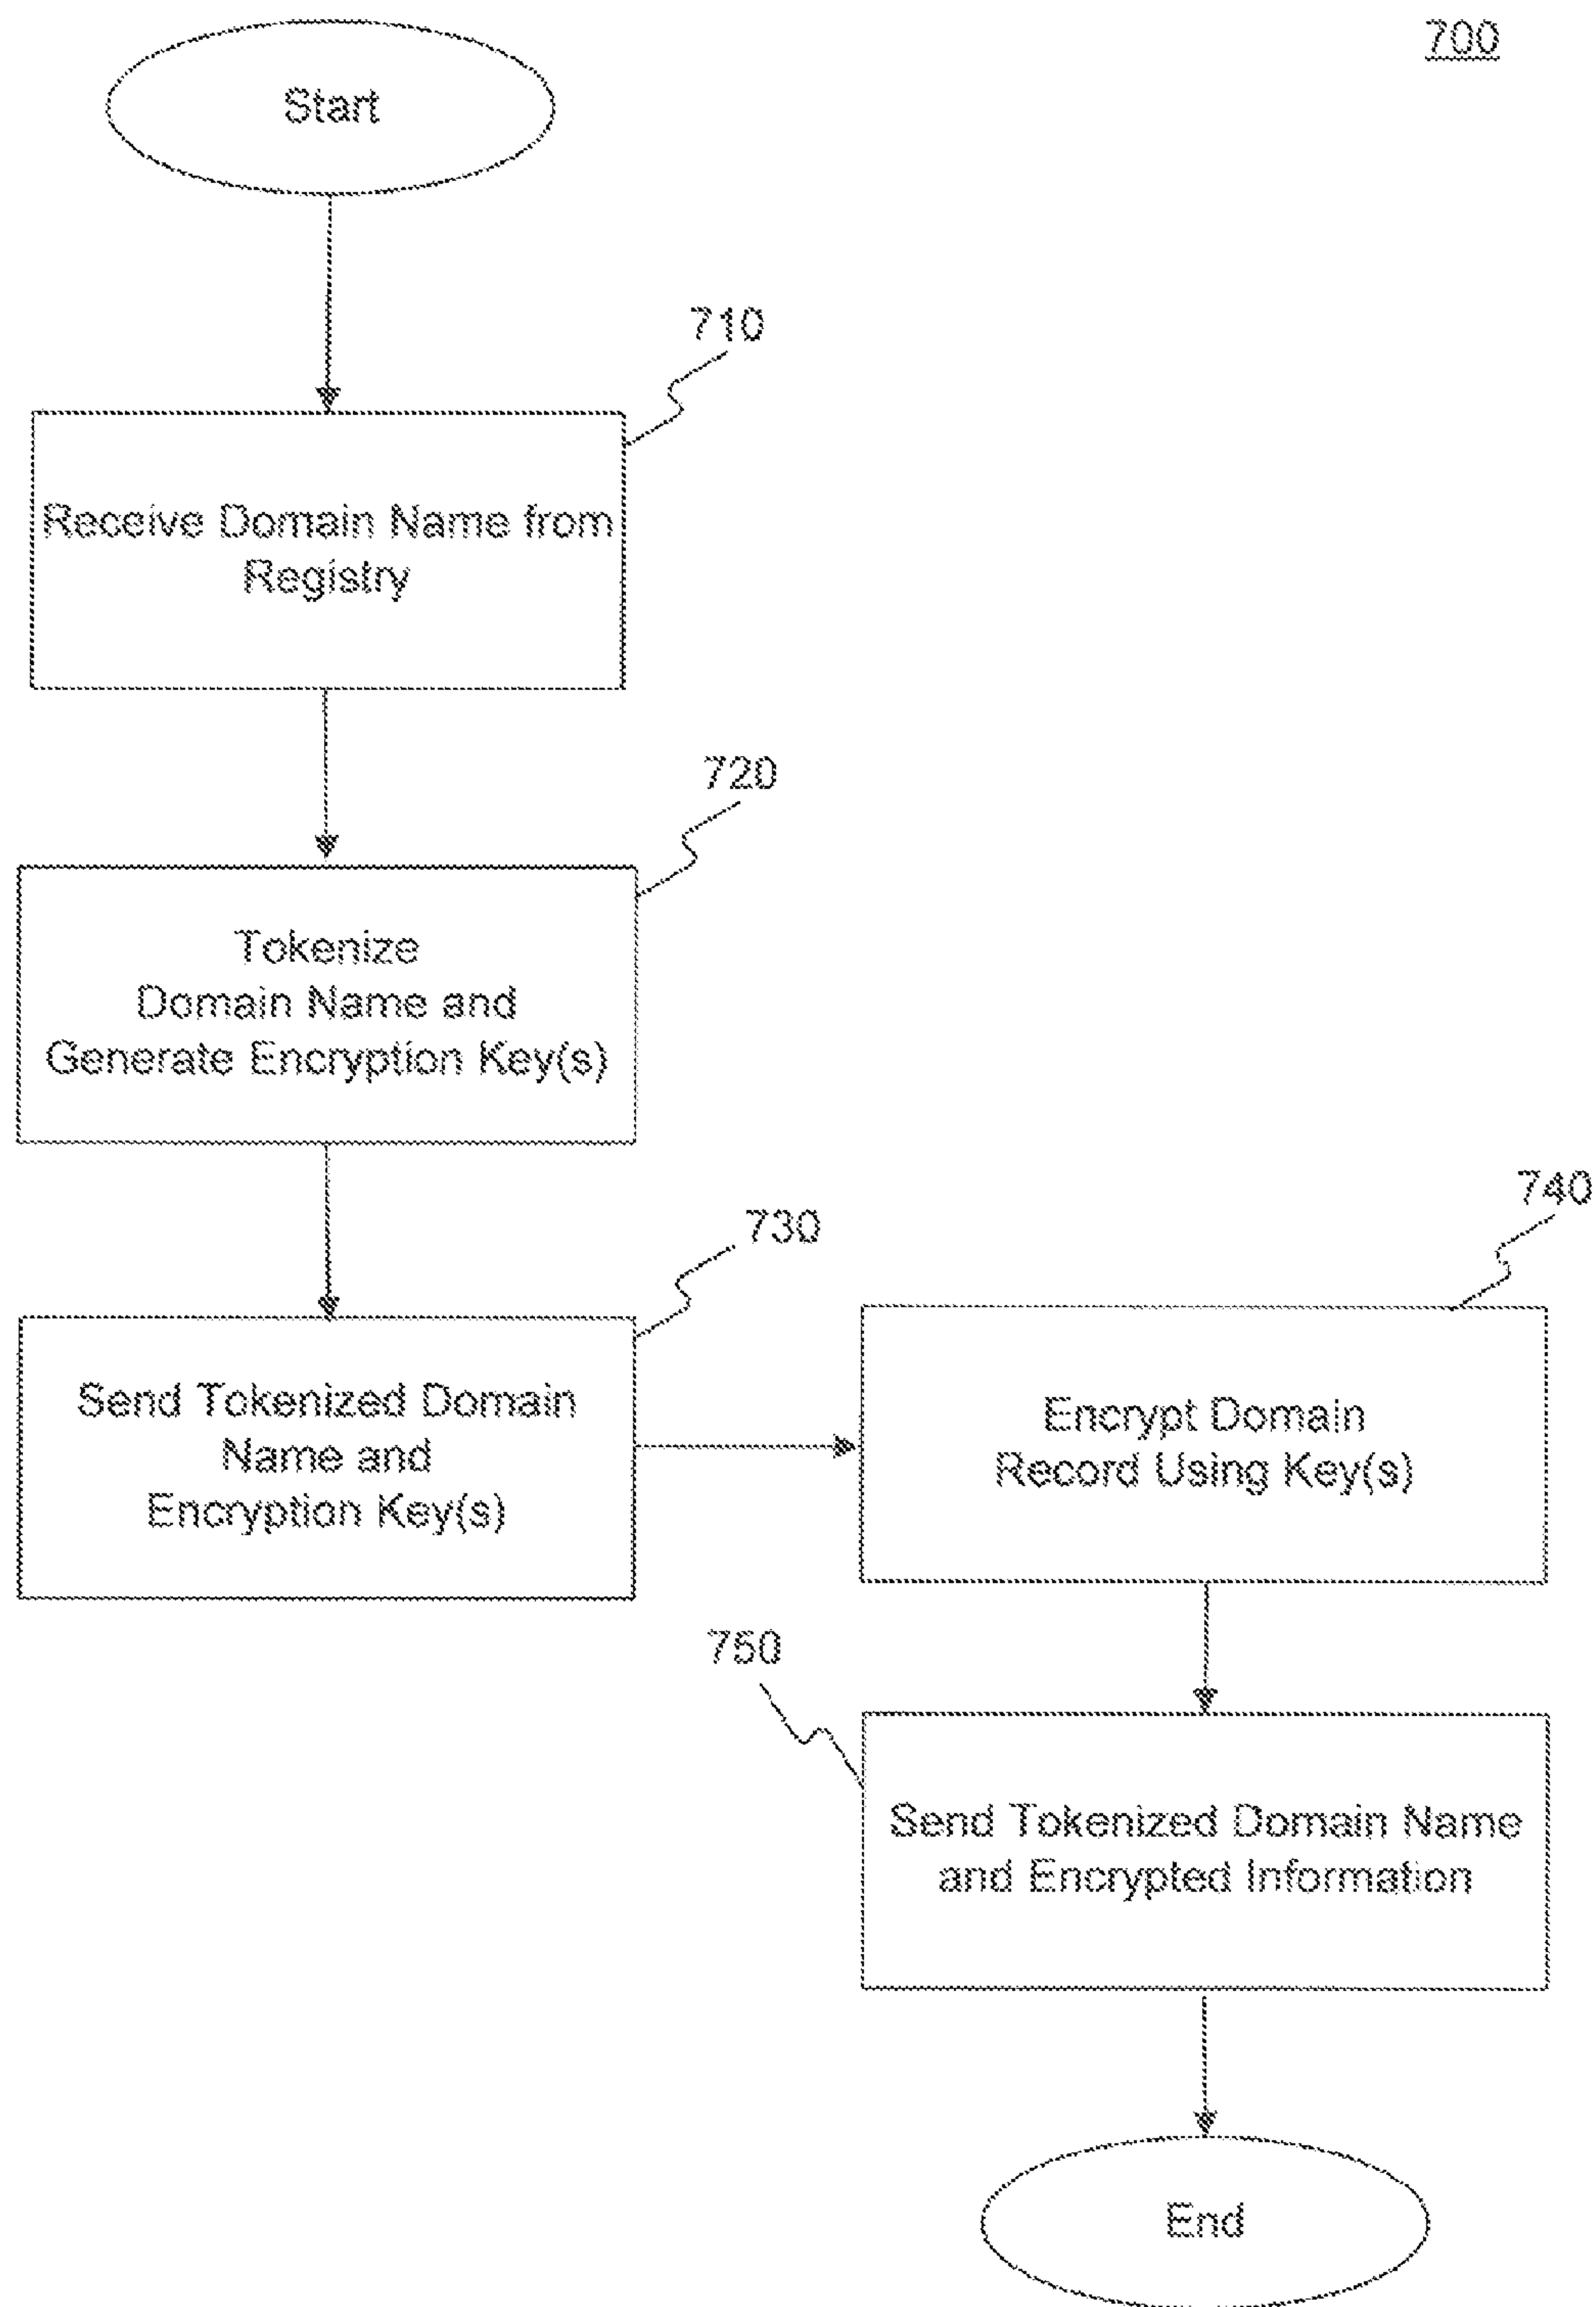 700
Start
710
Receive Domain Name from
Registry
720
Tokenize
Domain Name and
Generate Encryption Key(s)
730
Send Tokenized Domain
Name and
Encryption Key(s)
740
Encrypt Domain
Record Using Key(s)
750
Send Tokenized Domain Name
and Encrypted Information
End